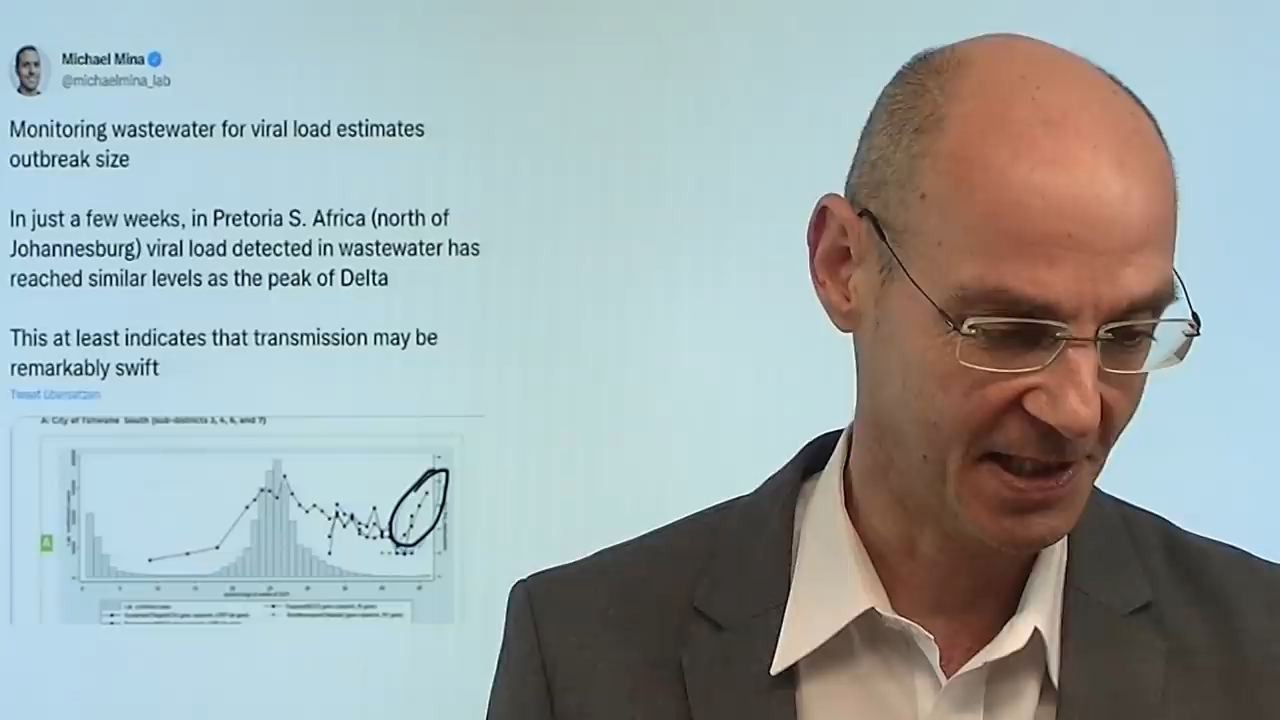 Michael Mina
@michaelmina_lab
Monitoring wastewater for viral load estimates
outbreak size
In just a few weeks, in Pretoria S. Africa (north of
Johannesburg) viral load detected in wastewater has
reached similar levels as the peak of Delta
This at least indicates that transmission may be
remarkably swift
Tweet übersetzen
A: City of Tshwane South (sub-districts 3, 4, 6, and 7)
A